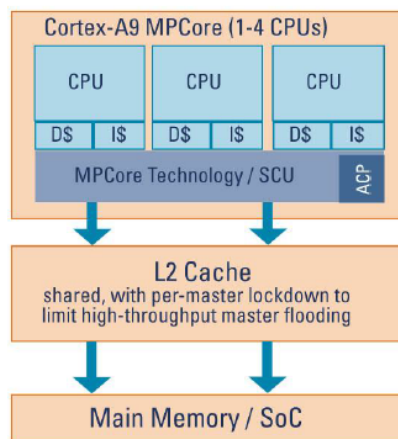 Cortex-A9 MPCore (1-4 CPUs)
CPU CPU CPU
D$ I$ D$ I$ D$ I$
MPCore Technology / SCU ACP
L2 Cache
shared, with per-master lockdown to
limit high-throughput master flooding
Main Memory / SoC